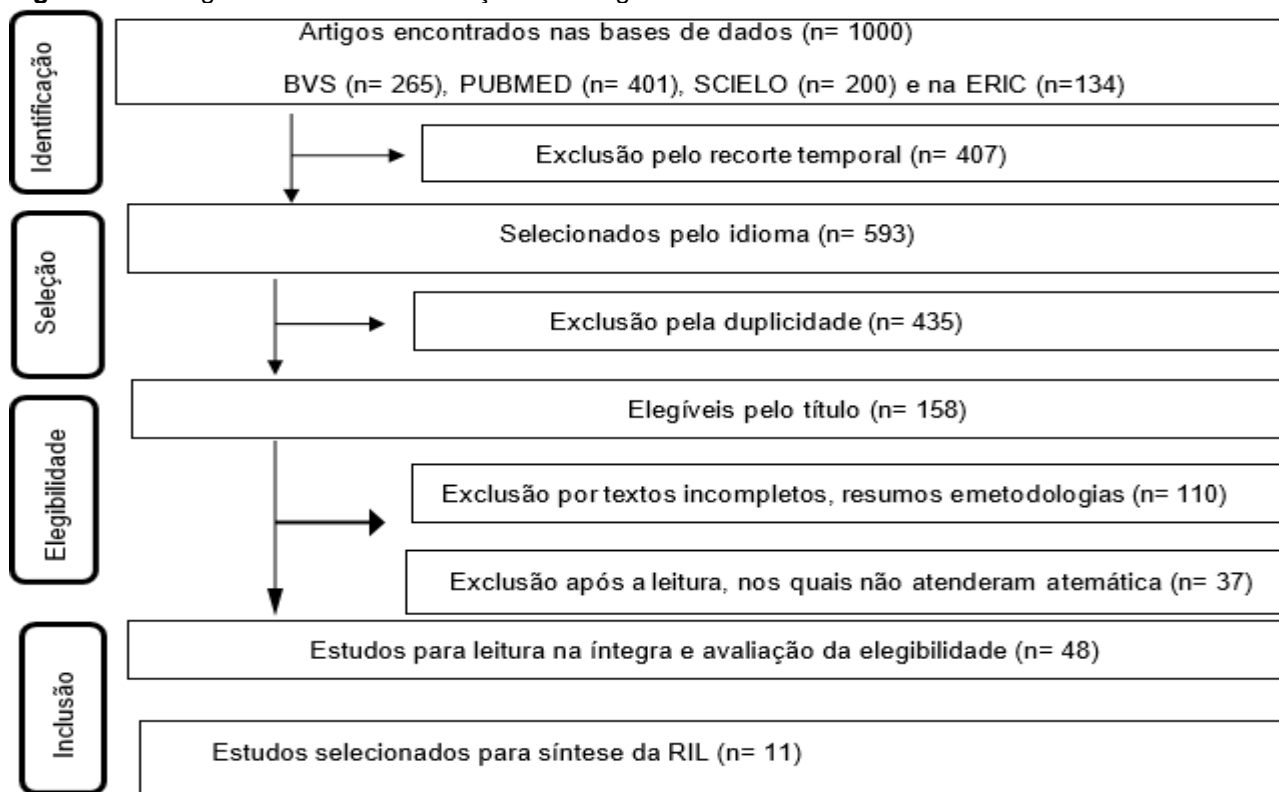 Identificação
Artigos encontrados nas bases de dados (n= 1000)
BVS (n= 265), PUBMED (n= 401), SCIELO (n= 200) e na ERIC (n=134)
Exclusão pelo recorte temporal (n= 407)
Seleção
Selecionados pelo idioma (n= 593)
Exclusão pela duplicidade (n= 435)
Elegibilidade
Elegíveis pelo título (n= 158)
Exclusão por textos incompletos, resumos emetodologias (n= 110)
Exclusão após a leitura, nos quais não atenderam atemática (n= 37)
Inclusão
Estudos para leitura na íntegra e avaliação da elegibilidade (n= 48)
Estudos selecionados para síntese da RIL (n= 11)